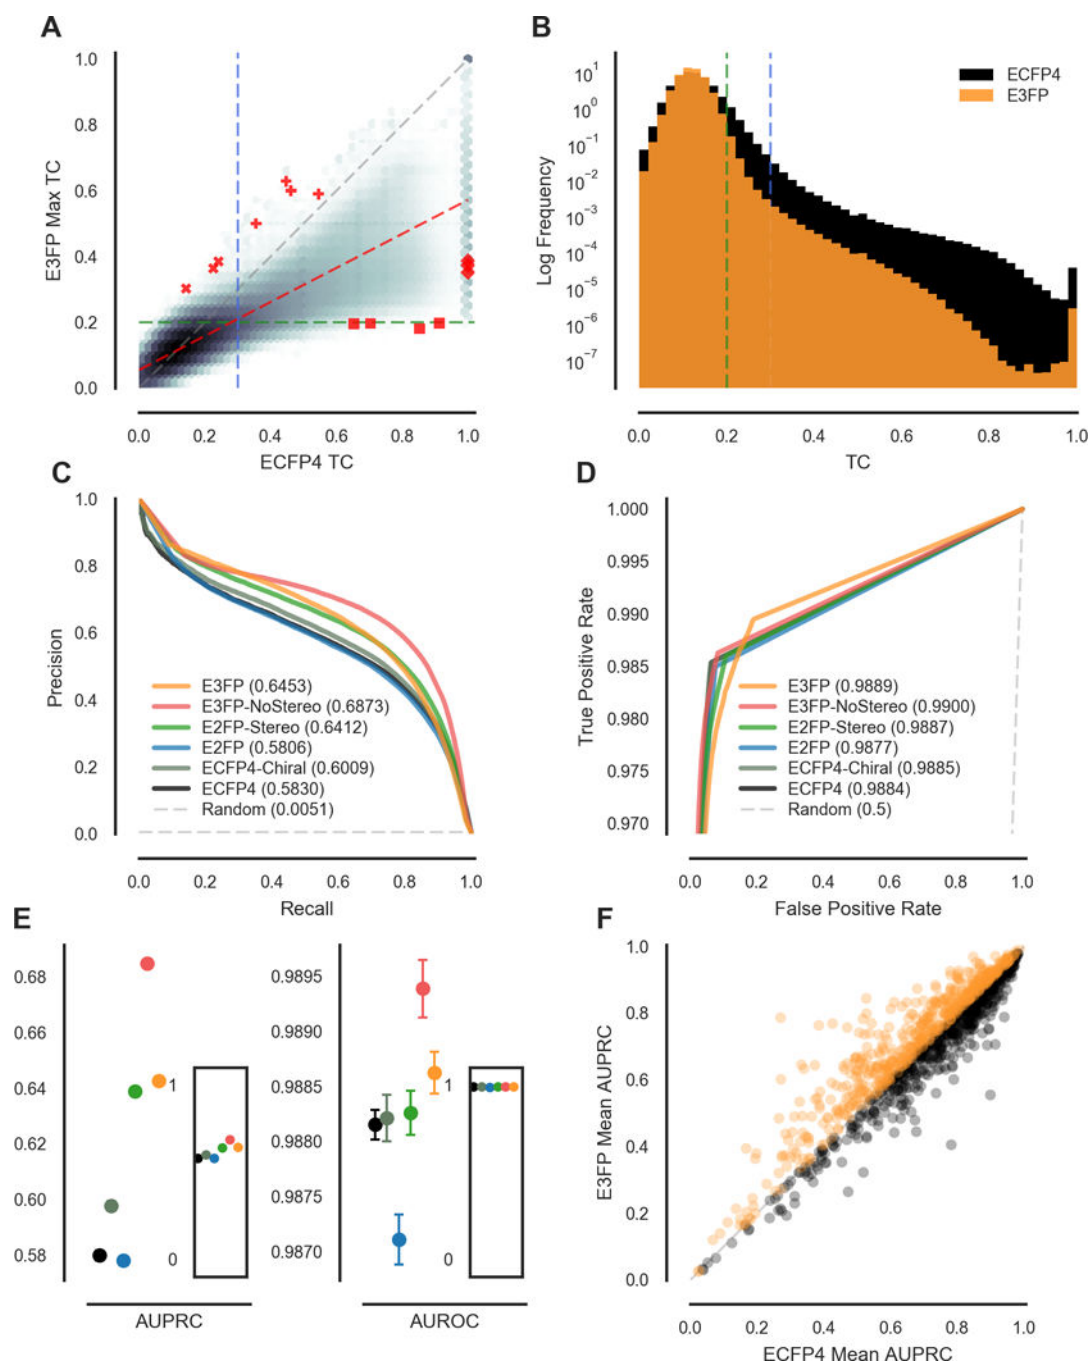 A
1.0
0.8
0.6
0.4
0.2
0.0
E3FP Max TC
0.0 0.2 0.4 0.6 0.8 1.0
ECFP4 TC
B
10^1
10^0
10^-1
10^-2
10^-3
10^-4
10^-5
10^-6
10^-7
Log Frequency
ECFP4
E3FP
0.0 0.2 0.4 0.6 0.8 1.0
TC
C
1.0
0.8
0.6
0.4
0.2
0.0
Precision
E3FP (0.6453)
E3FP-NoStereo (0.6873)
E2FP-Stereo (0.6412)
E2FP (0.5806)
ECFP4-Chiral (0.6009)
ECFP4 (0.5830)
Random (0.0051)
0.0 0.2 0.4 0.6 0.8 1.0
Recall
D
1.000
0.995
0.990
0.985
0.980
0.975
0.970
True Positive Rate
E3FP (0.9889)
E3FP-NoStereo (0.9900)
E2FP-Stereo (0.9887)
E2FP (0.9877)
ECFP4-Chiral (0.9885)
ECFP4 (0.9884)
Random (0.5)
0.0 0.2 0.4 0.6 0.8 1.0
False Positive Rate
E
0.68
0.66
0.64
0.62
0.60
0.58
1
0
AUPRC
0.9895
0.9890
0.9885
0.9880
0.9875
0.9870
1
0
AUROC
F
1.0
0.8
0.6
0.4
0.2
0.0
E3FP Mean AUPRC
0.0 0.2 0.4 0.6 0.8 1.0
ECFP4 Mean AUPRC